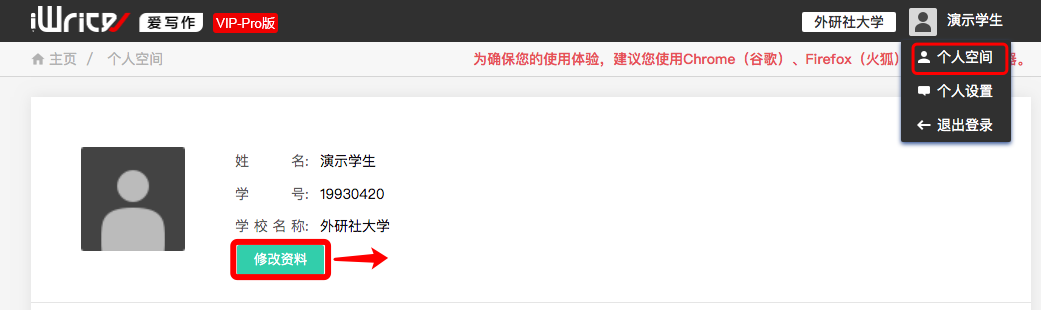 iWrite 爱写作 VIP-Pro版 外研社大学 演示学生
主页 / 个人空间 为确保您的使用体验，建议您使用Chrome（谷歌）、Firefox（火狐） 器。
个人空间
个人设置
退出登录
姓名: 演示学生
学号: 19930420
学校名称: 外研社大学
修改资料